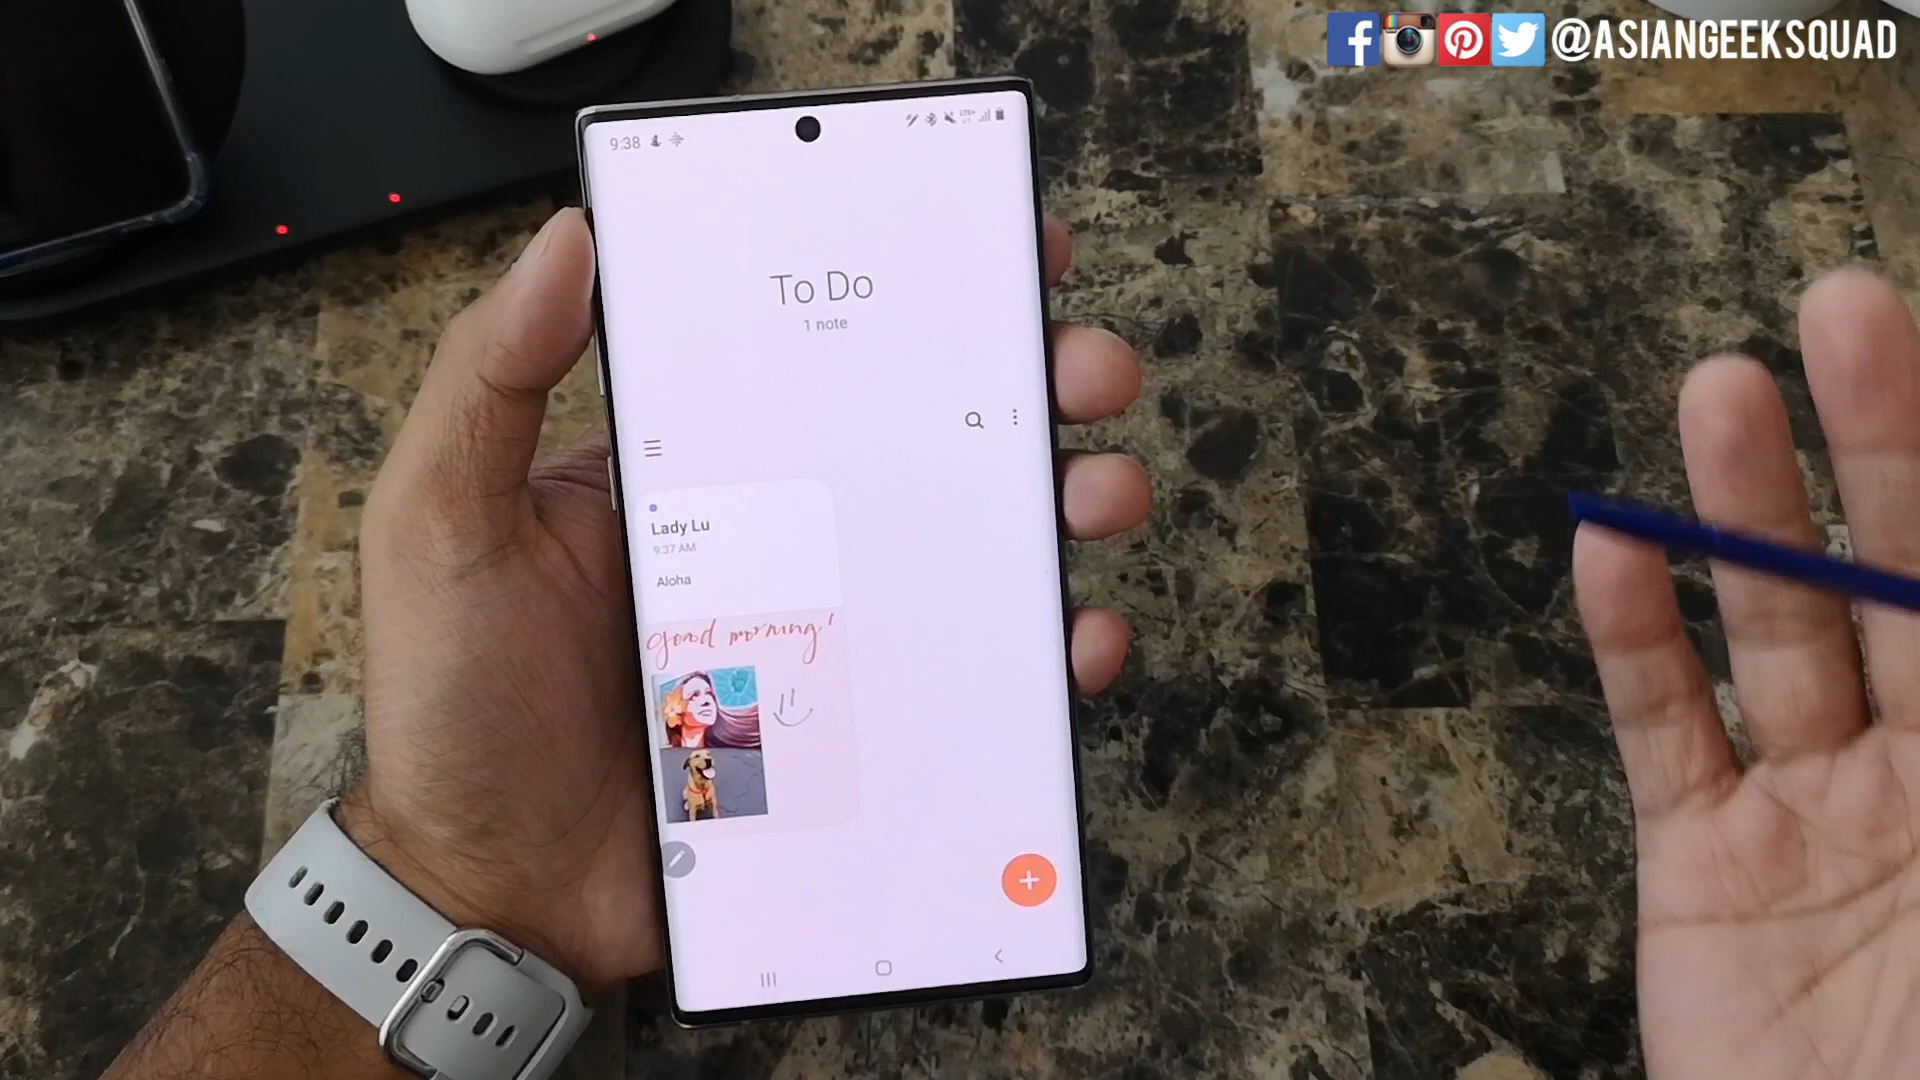 @ASIANGEEKSQUAD
9:38
To Do
1 note
Lady Lu
9:37 AM
Aloha
good morning!